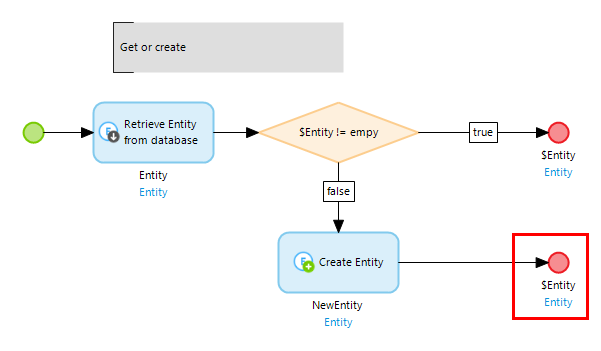 Get or create
Retrieve Entity
from database
$Entity != empy
true
Entity
Entity
$Entity
Entity
false
Create Entity
NewEntity
Entity
$Entity
Entity